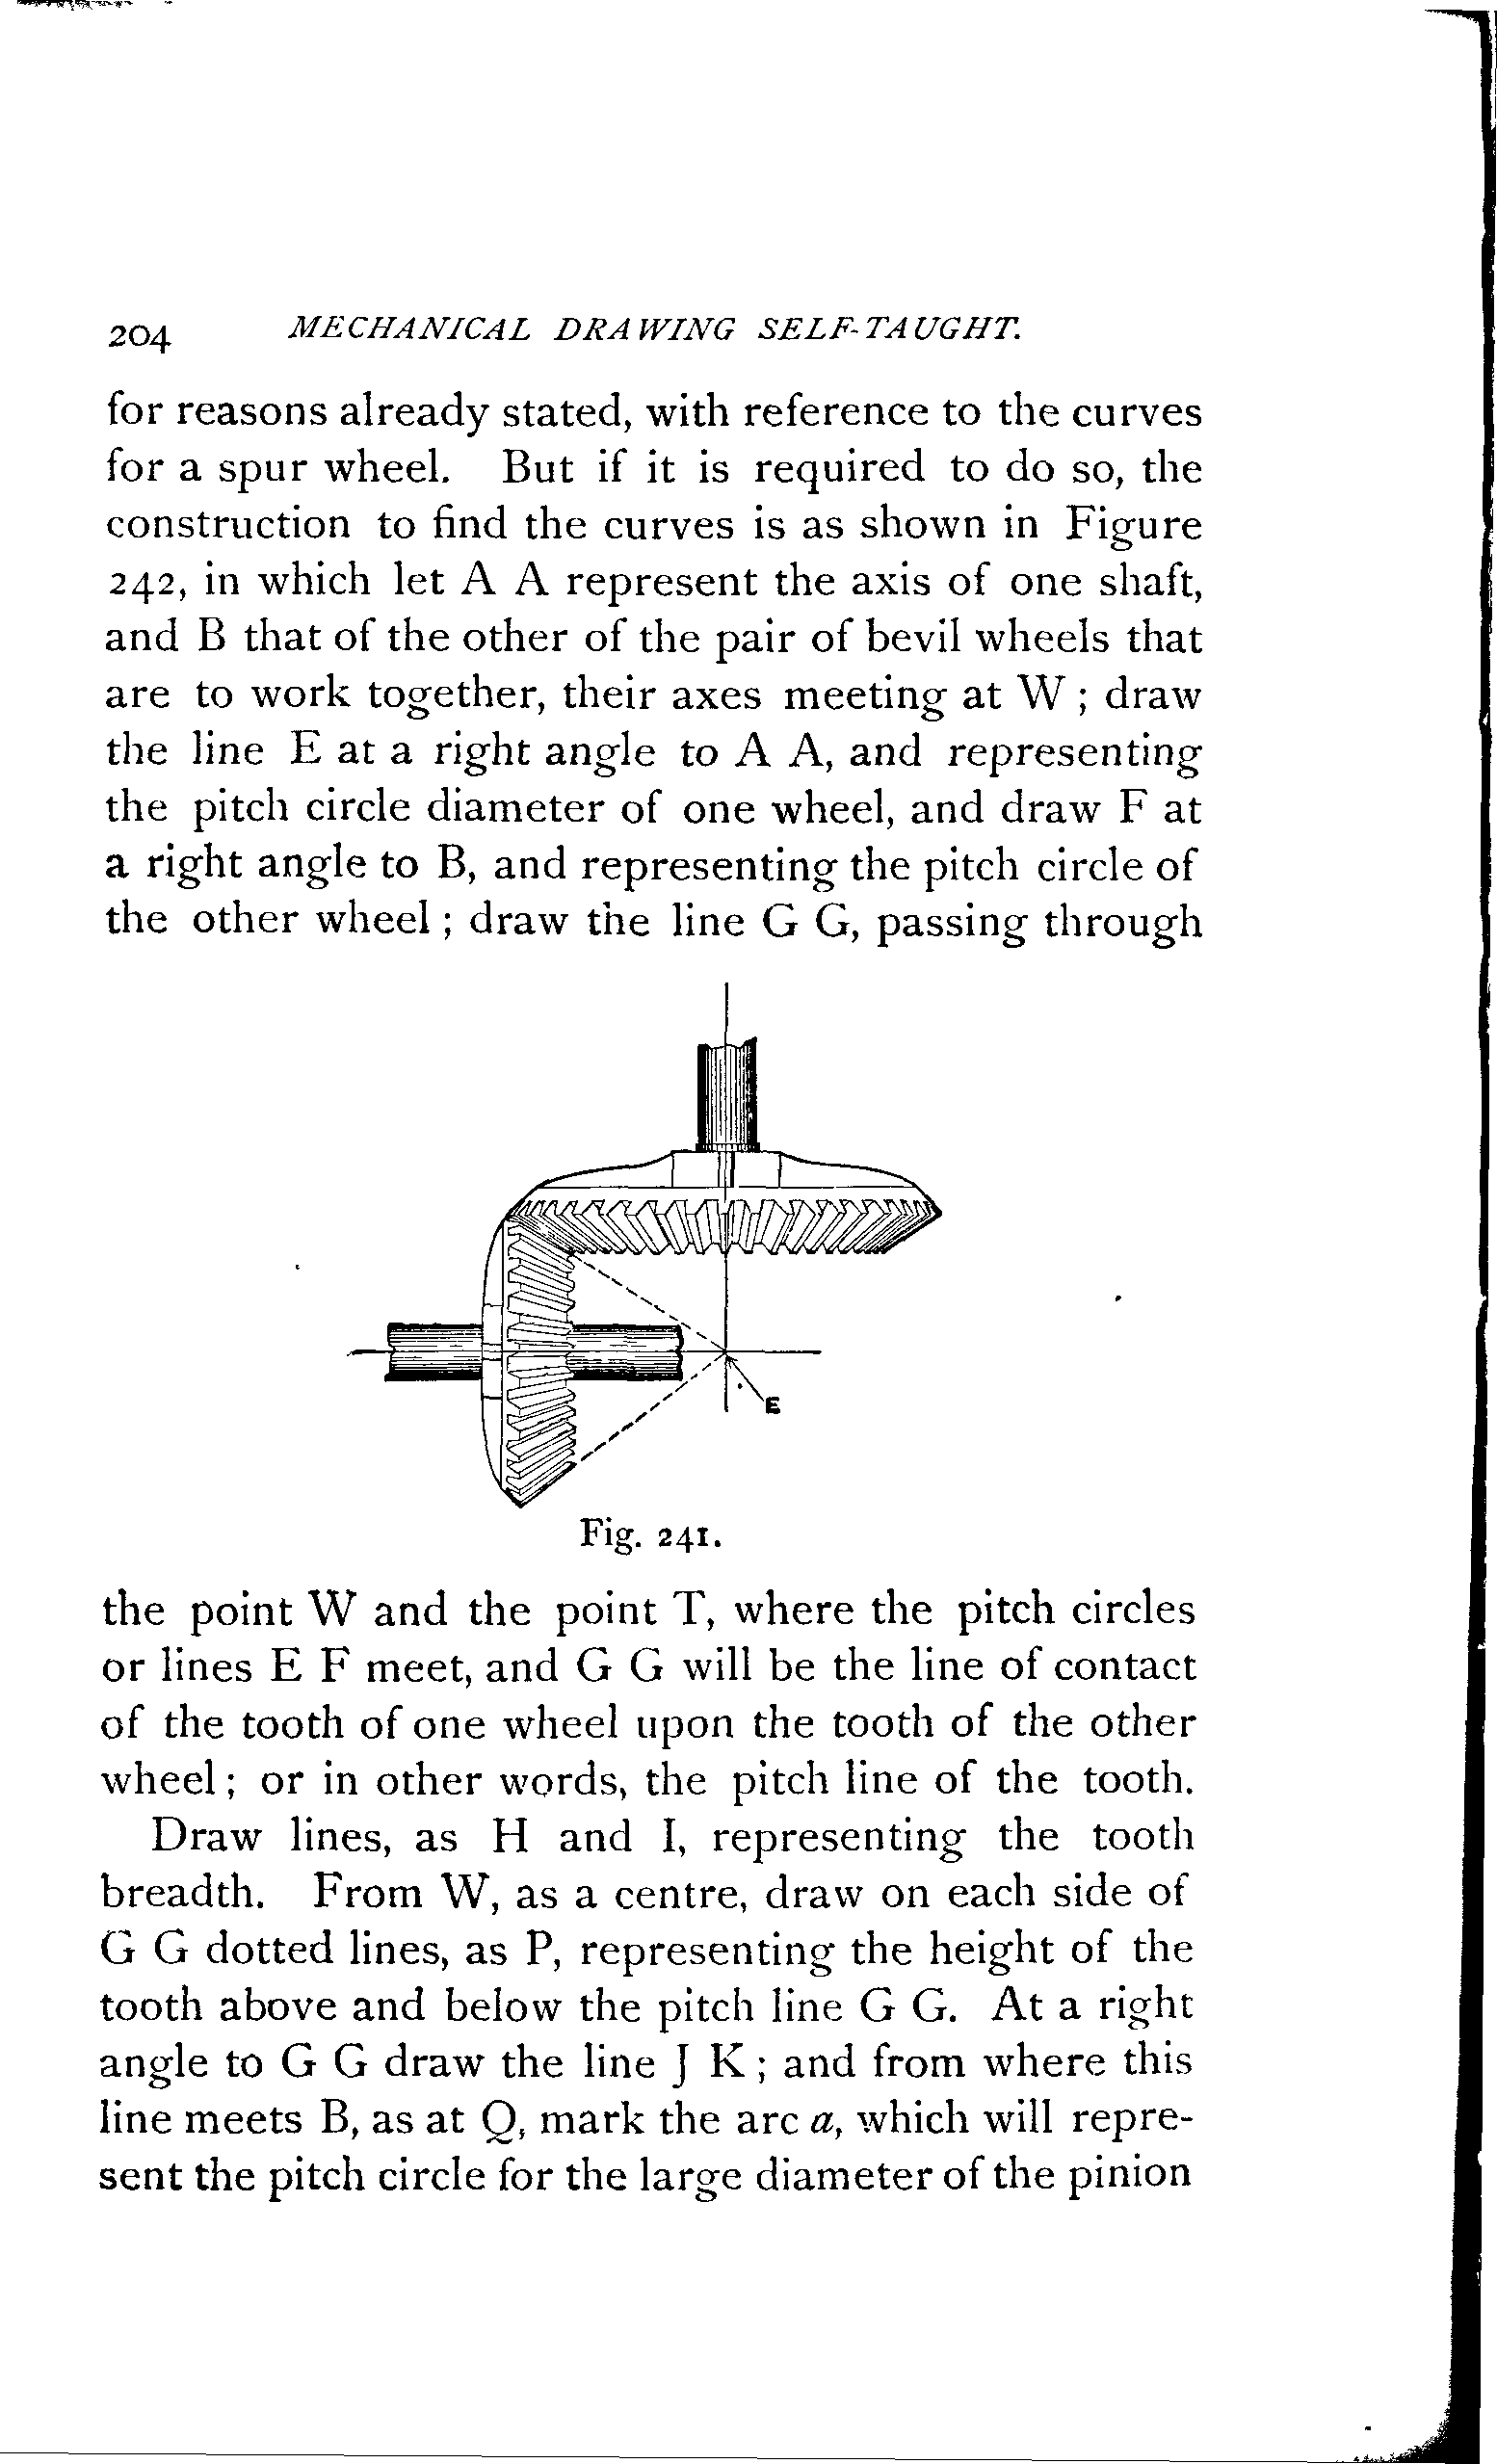 204 MECHANICAL DRAWING SELF-TAUGHT.
for reasons already stated, with reference to the curves
for a spur wheel. But if it is required to do so, the
construction to find the curves is as shown in Figure
242, in which let A A represent the axis of one shaft,
and B that of the other of the pair of bevil wheels that
are to work together, their axes meeting at W ; draw
the line E at a right angle to A A, and representing
the pitch circle diameter of one wheel, and draw F at
a right angle to B, and representing the pitch circle of
the other wheel ; draw the line G G, passing through
E
Fig. 241.
the point W and the point T, where the pitch circles
or lines E F meet, and G G will be the line of contact
of the tooth of one wheel upon the tooth of the other
wheel ; or in other words, the pitch line of the tooth.
Draw lines, as H and I, representing the tooth
breadth. From W, as a centre, draw on each side of
G G dotted lines, as P, representing the height of the
tooth above and below the pitch line G G. At a right
angle to G G draw the line J K ; and from where this
line meets B, as at Q, mark the arc a, which will repre-
sent the pitch circle for the large diameter of the pinion